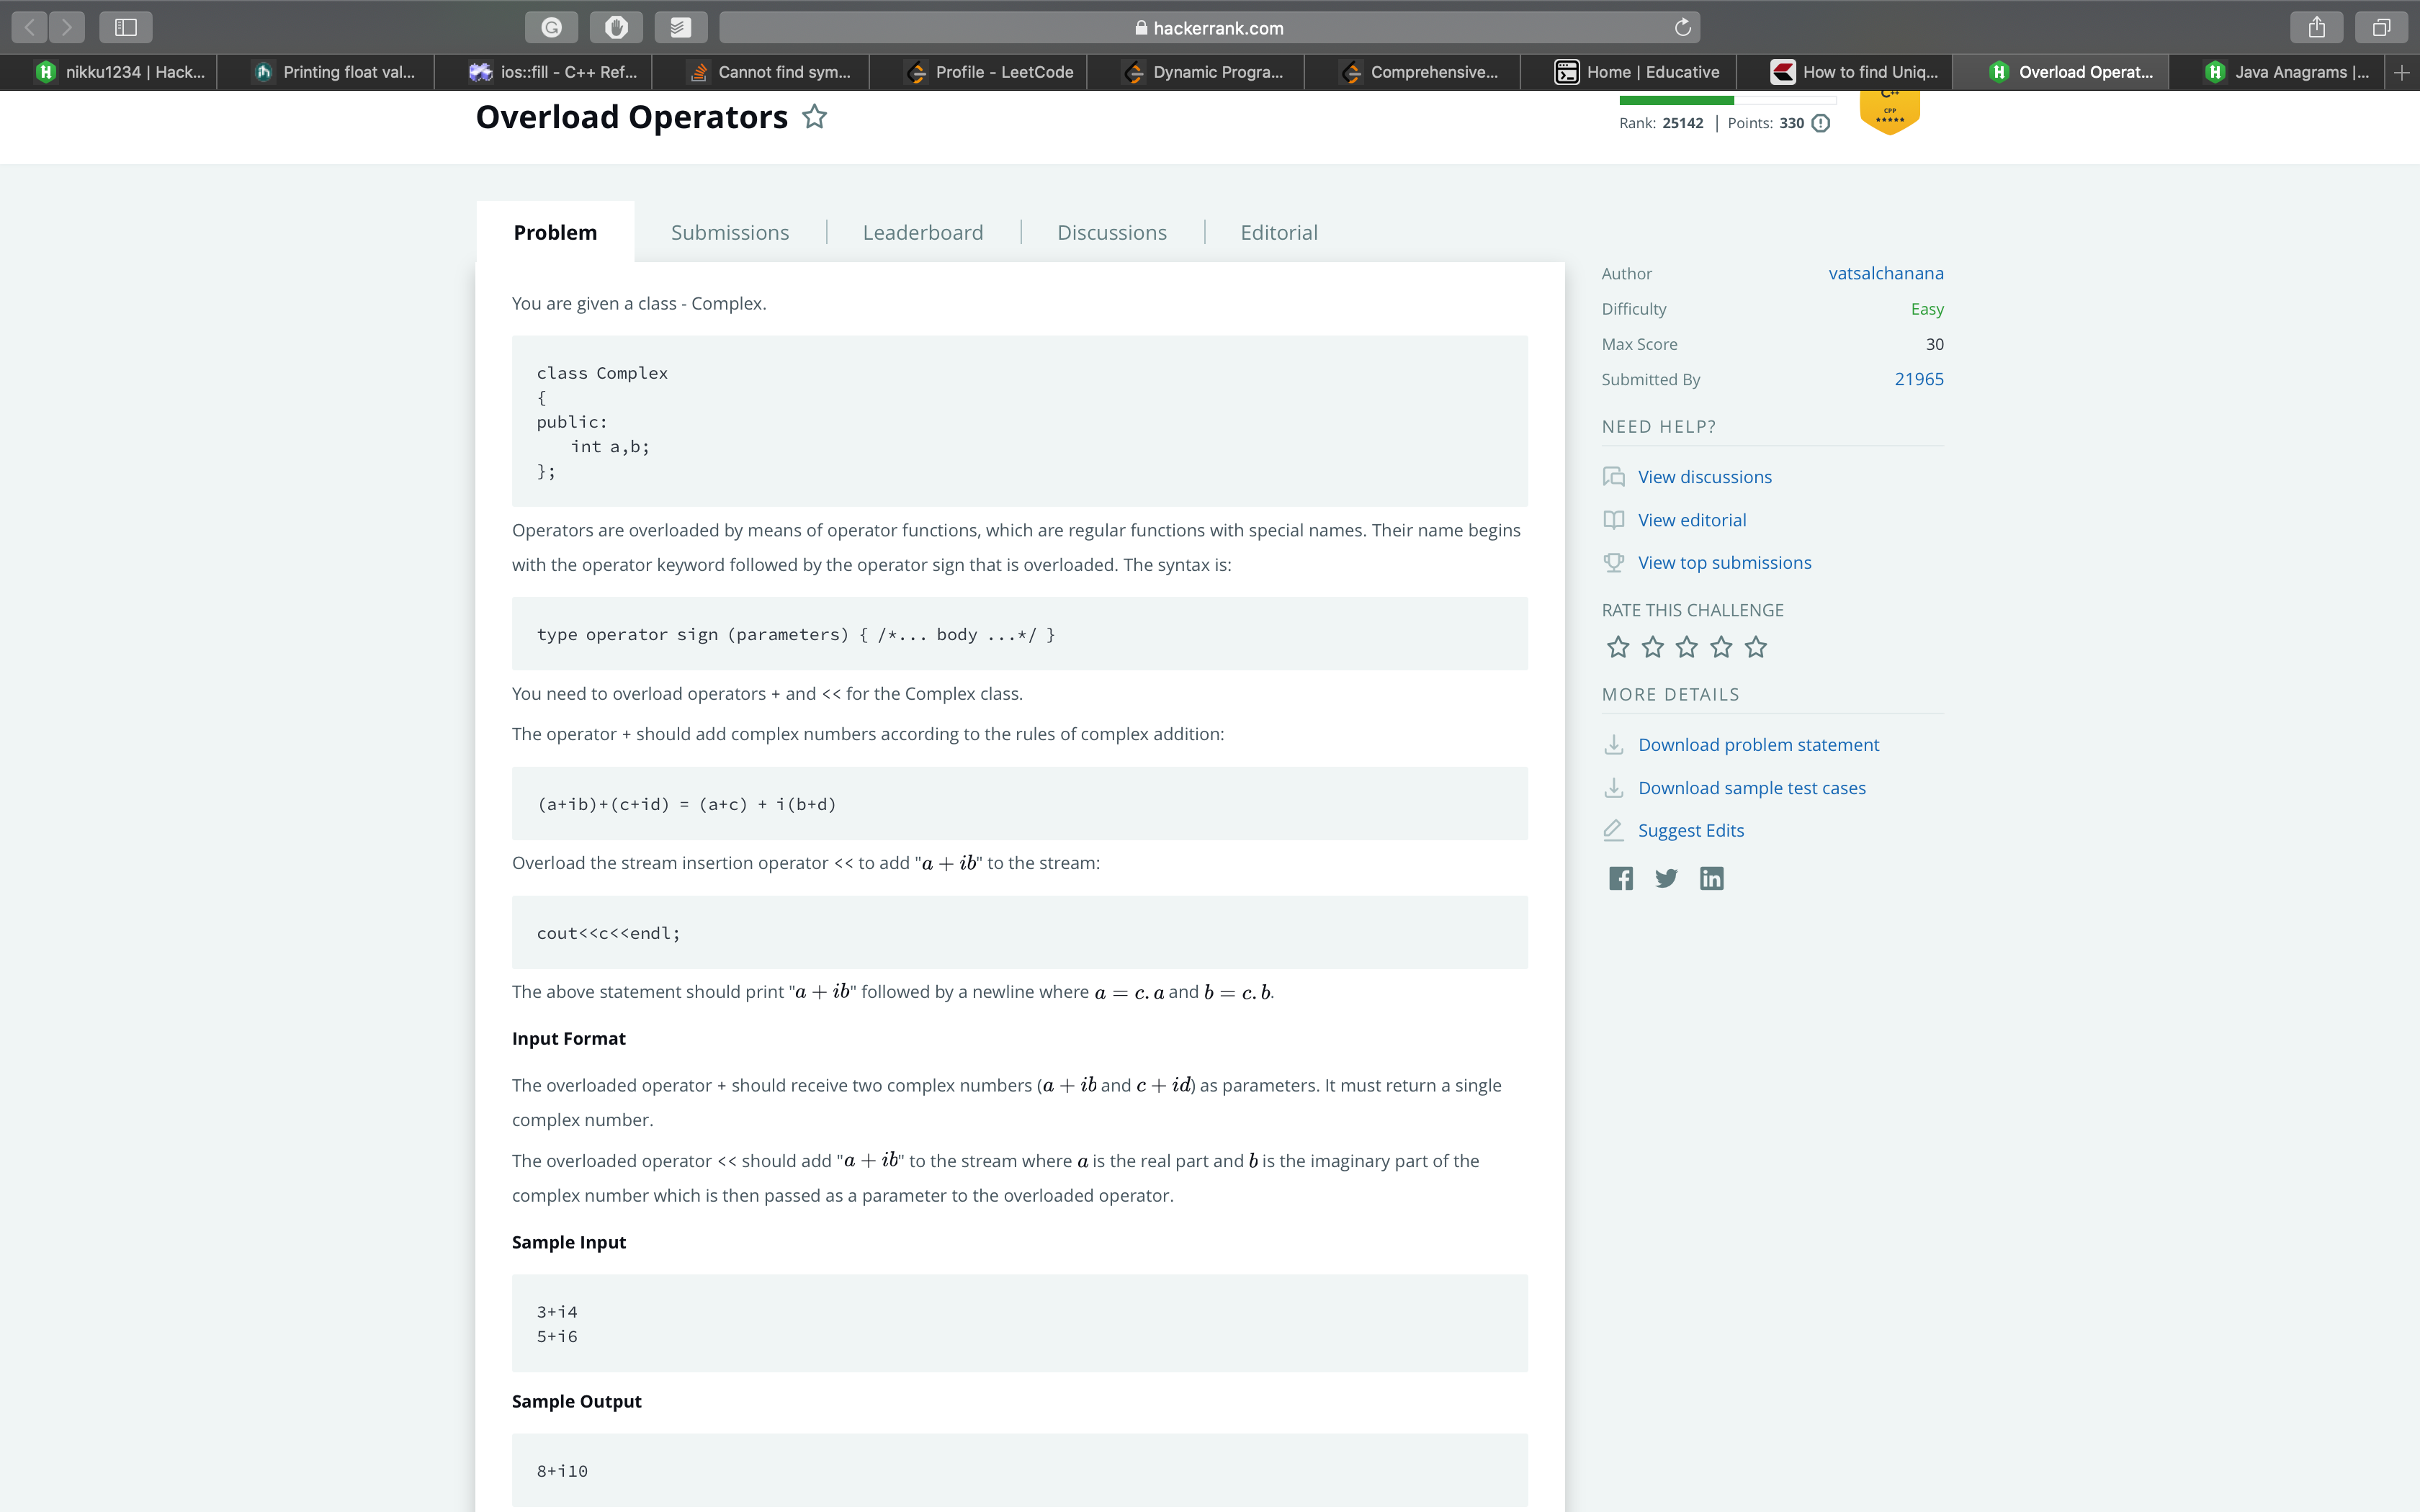 hackerrank.com
nikku1234 | Hack...
Printing float val...
ios::fill - C++ Ref...
Cannot find sym...
Profile - LeetCode
Dynamic Progra...
Comprehensive...
Home | Educative
How to find Uniq...
Overload Operat...
Java Anagrams |...
Overload Operators
Rank: 25142 | Points: 330
C++
CPP
Problem
Submissions
Leaderboard
Discussions
Editorial
You are given a class - Complex.
class Complex
{
public:
int a,b;
};
Operators are overloaded by means of operator functions, which are regular functions with special names. Their name begins
with the operator keyword followed by the operator sign that is overloaded. The syntax is:
type operator sign (parameters) { /*... body ...*/ }
You need to overload operators + and << for the Complex class.
The operator + should add complex numbers according to the rules of complex addition:
(a+ib)+(c+id) = (a+c) + i(b+d)
Overload the stream insertion operator << to add "a + ib" to the stream:
cout<<c<<endl;
The above statement should print "a + ib" followed by a newline where a = c.a and b = c.b.
Input Format
The overloaded operator + should receive two complex numbers (a + ib and c + id) as parameters. It must return a single
complex number.
The overloaded operator << should add "a + ib" to the stream where a is the real part and b is the imaginary part of the
complex number which is then passed as a parameter to the overloaded operator.
Sample Input
3+i4
5+i6
Sample Output
8+i10
Author vatsalchanana
Difficulty Easy
Max Score 30
Submitted By 21965
NEED HELP?
View discussions
View editorial
View top submissions
RATE THIS CHALLENGE
MORE DETAILS
Download problem statement
Download sample test cases
Suggest Edits